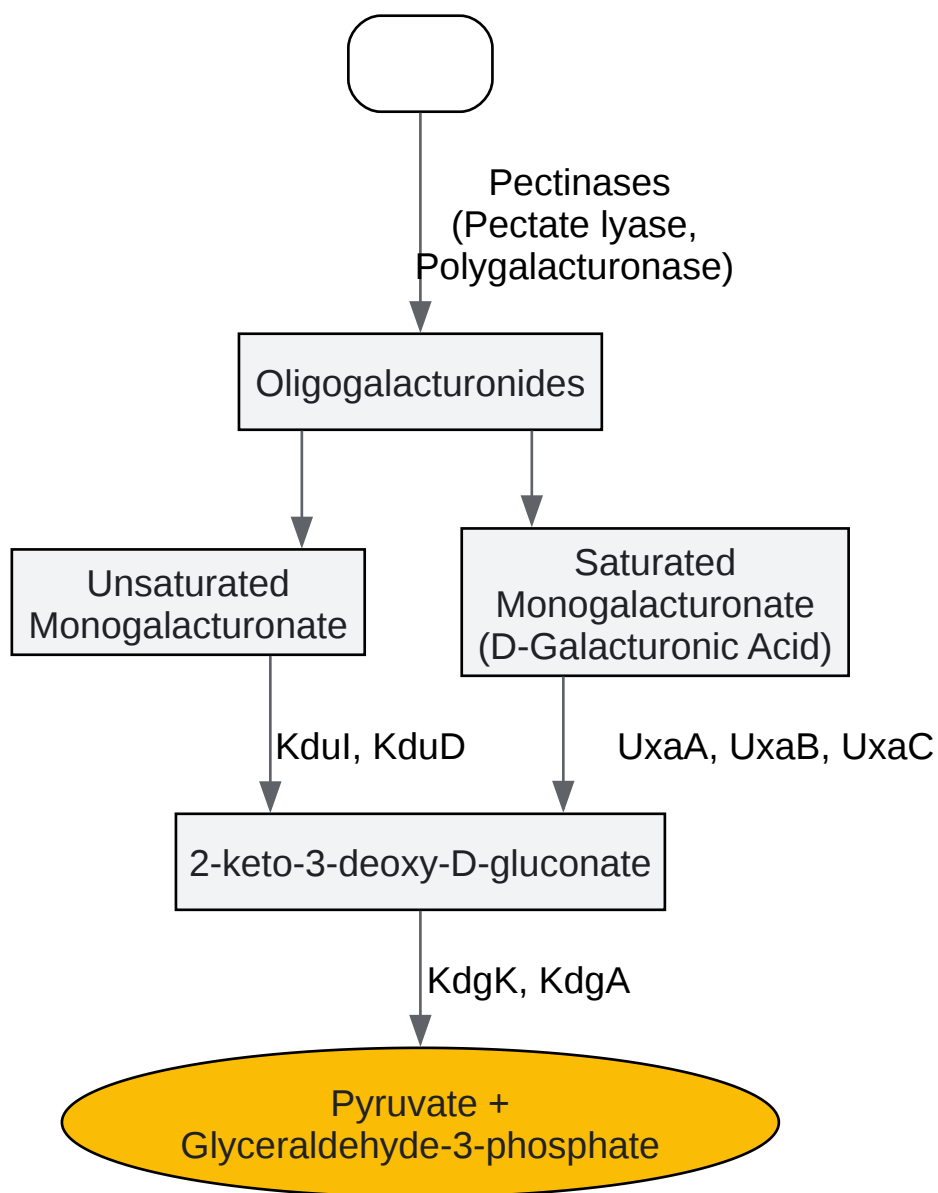 Pectinases
(Pectate lyase,
Polygalacturonase)
Oligogalacturonides
Unsaturated
Monogalacturonate
Saturated
Monogalacturonate
(D-Galacturonic Acid)
KduI, KduD
UxaA, UxaB, UxaC
2-keto-3-deoxy-D-gluconate
KdgK, KdgA
Pyruvate +
Glyceraldehyde-3-phosphate